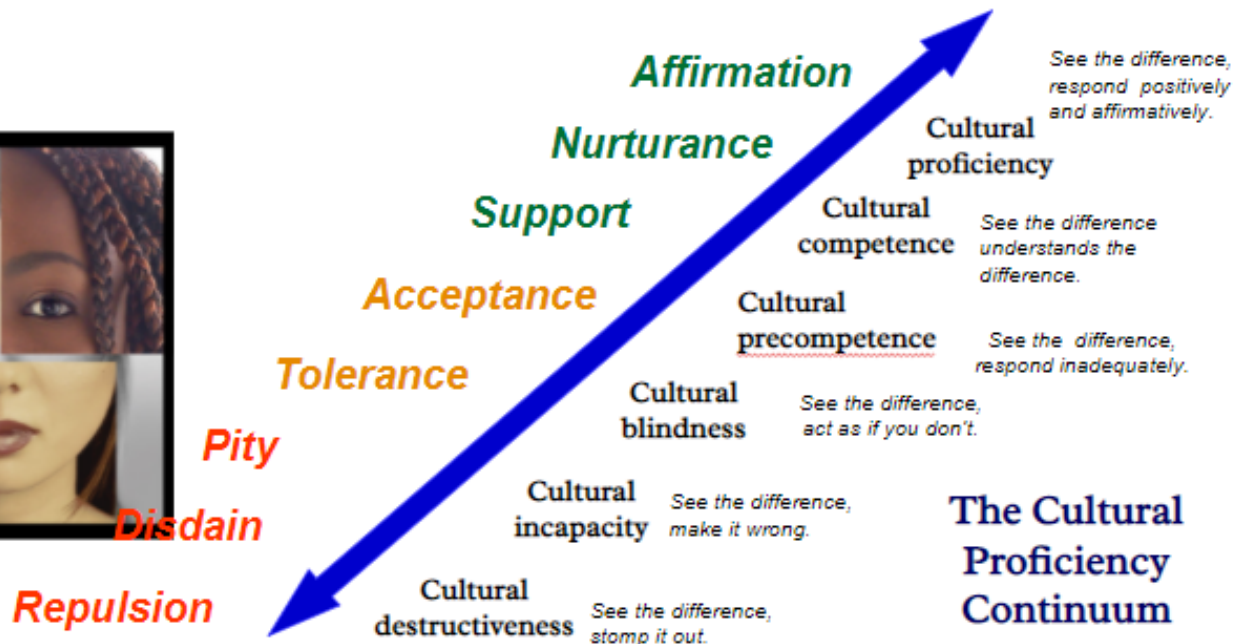 Affirmation
Nurturance
Support
Acceptance
Tolerance
Pity
Disdain
Repulsion
See the difference,
respond positively
and affirmatively.
Cultural
proficiency
Cultural
competence
See the difference
understands the
difference.
Cultural
precompetence
See the difference,
respond inadequately.
Cultural
blindness
See the difference,
act as if you don't.
Cultural
incapacity
See the difference,
make it wrong.
Cultural
destructiveness
See the difference,
stomp it out.
The Cultural
Proficiency
Continuum